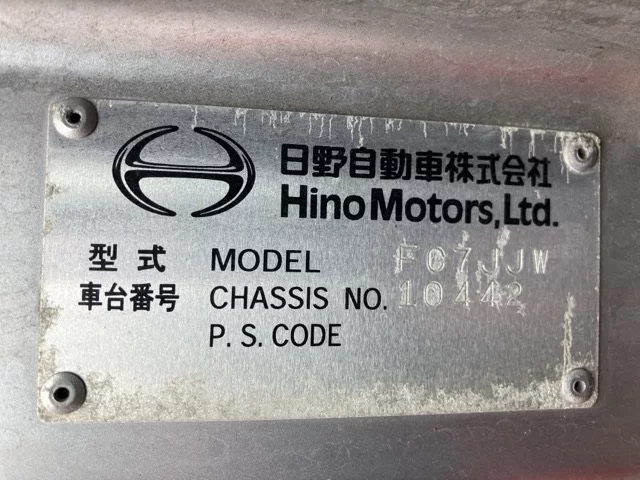 日野自動車株式会社
Hino Motors, Ltd.
型式 MODEL FC7JJW
車台番号 CHASSIS NO. 10442
P. S. CODE